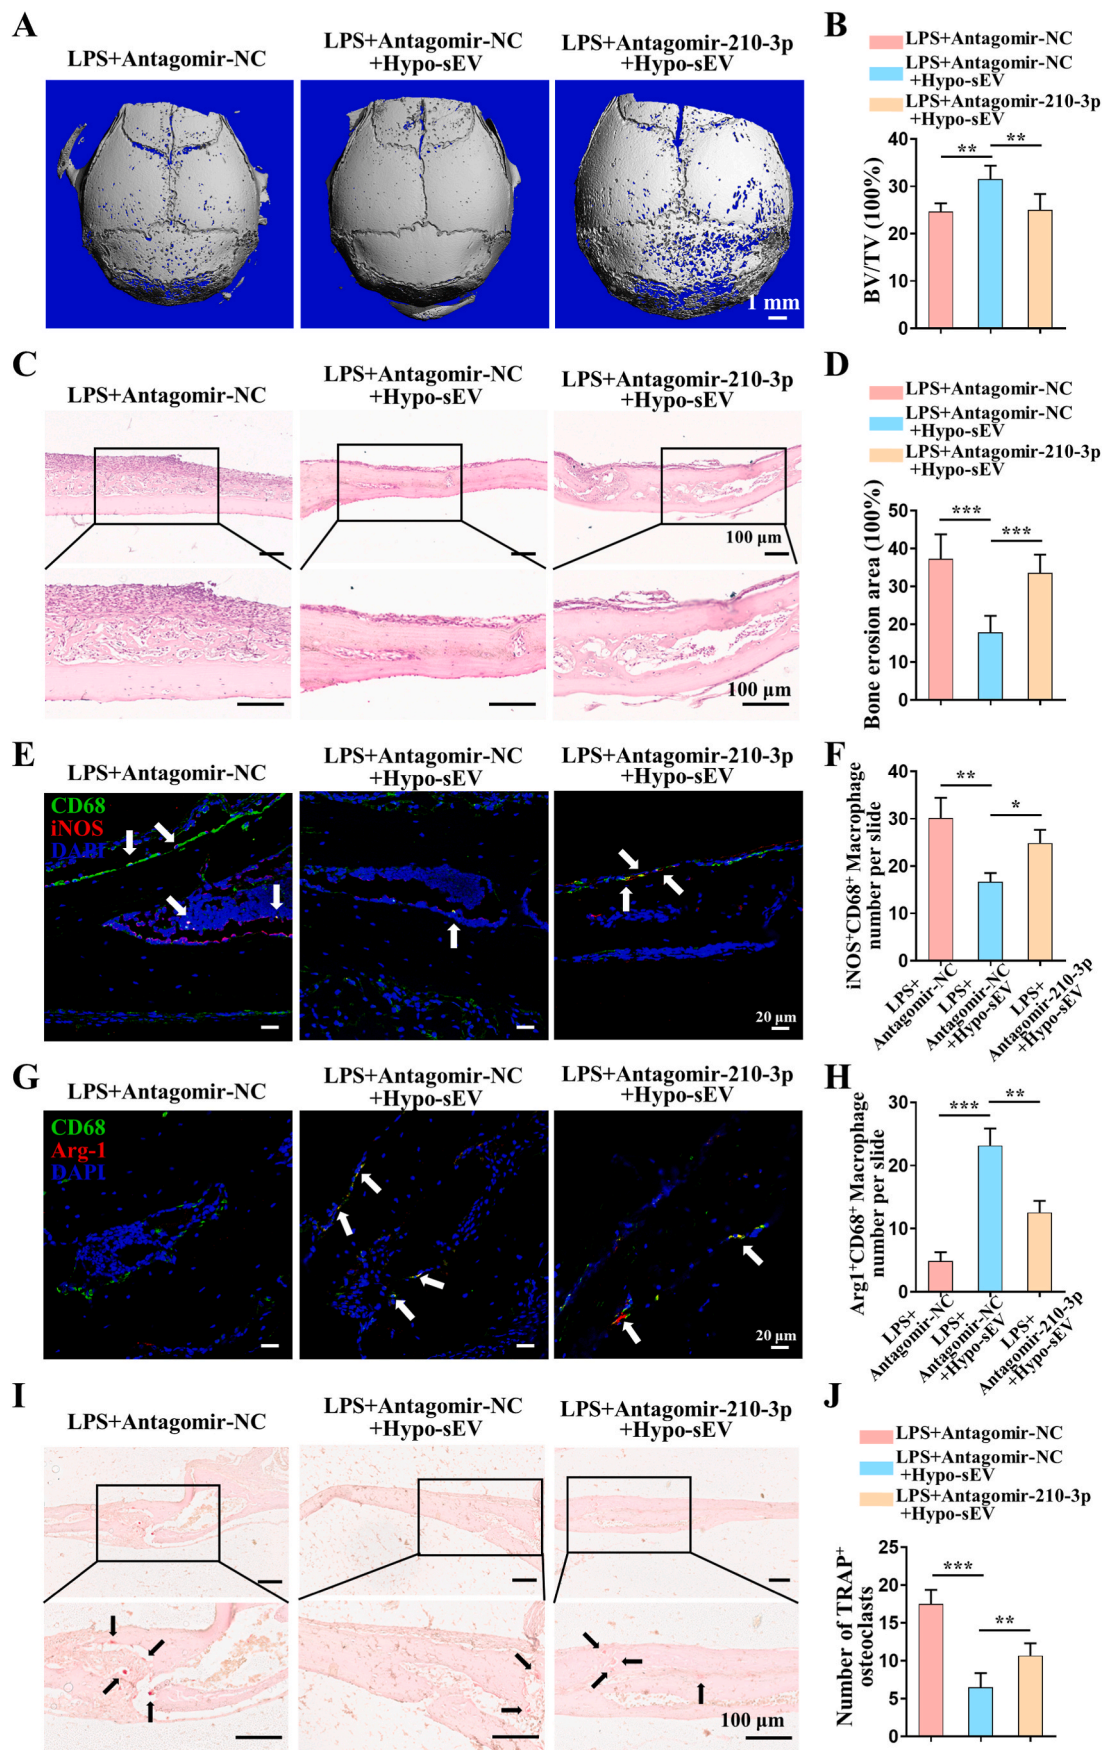 A
LPS+Antagomir-NC
LPS+Antagomir-NC
+Hypo-sEV
LPS+Antagomir-210-3p
+Hypo-sEV
1 mm
B
LPS+Antagomir-NC
LPS+Antagomir-NC
+Hypo-sEV
LPS+Antagomir-210-3p
+Hypo-sEV
BV/TV (100%)
40
30
20
10
0
**
**
C
LPS+Antagomir-NC
LPS+Antagomir-NC
+Hypo-sEV
LPS+Antagomir-210-3p
+Hypo-sEV
100 μm
100 μm
D
LPS+Antagomir-NC
LPS+Antagomir-NC
+Hypo-sEV
LPS+Antagomir-210-3p
+Hypo-sEV
Bone erosion area (100%)
50
40
30
20
10
0
***
***
E
LPS+Antagomir-NC
LPS+Antagomir-NC
+Hypo-sEV
LPS+Antagomir-210-3p
+Hypo-sEV
CD68
iNOS
DAPI
20 μm
F
iNOS+CD68+ Macrophage
number per slide
40
30
20
10
0
**
*
LPS+
Antagomir-NC
LPS+
Antagomir-NC
+Hypo-sEV
LPS+
Antagomir-210-3p
+Hypo-sEV
G
LPS+Antagomir-NC
LPS+Antagomir-NC
+Hypo-sEV
LPS+Antagomir-210-3p
+Hypo-sEV
CD68
Arg-1
DAPI
20 μm
H
Arg1+CD68+ Macrophage
number per slide
30
20
10
0
***
**
LPS+
Antagomir-NC
LPS+
Antagomir-NC
+Hypo-sEV
LPS+
Antagomir-210-3p
+Hypo-sEV
I
LPS+Antagomir-NC
LPS+Antagomir-NC
+Hypo-sEV
LPS+Antagomir-210-3p
+Hypo-sEV
100 μm
J
LPS+Antagomir-NC
LPS+Antagomir-NC
+Hypo-sEV
LPS+Antagomir-210-3p
+Hypo-sEV
Number of TRAP+
osteoclasts
25
20
15
10
5
0
***
**